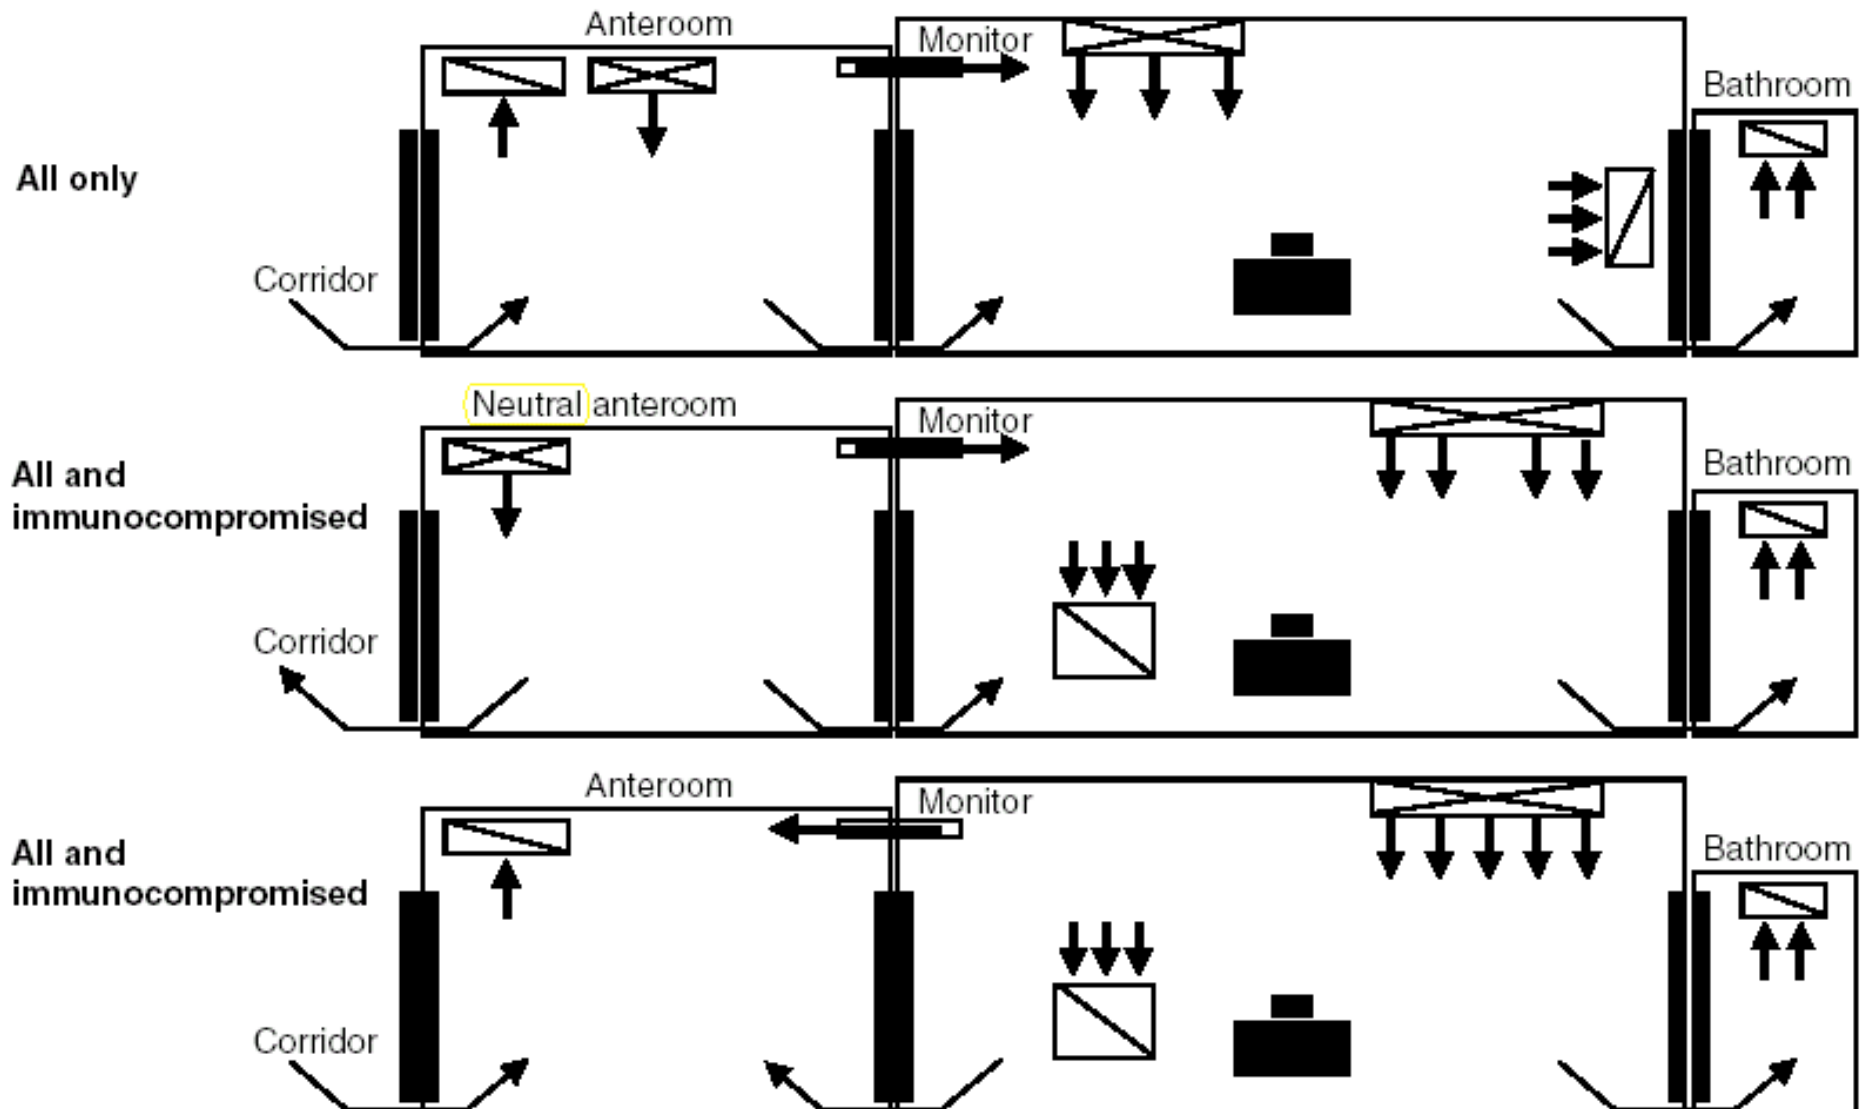 Anteroom
Monitor
Bathroom
All only
Corridor
Neutral anteroom
Monitor
Bathroom
All and
immunocompromised
Corridor
Anteroom
Monitor
Bathroom
All and
immunocompromised
Corridor